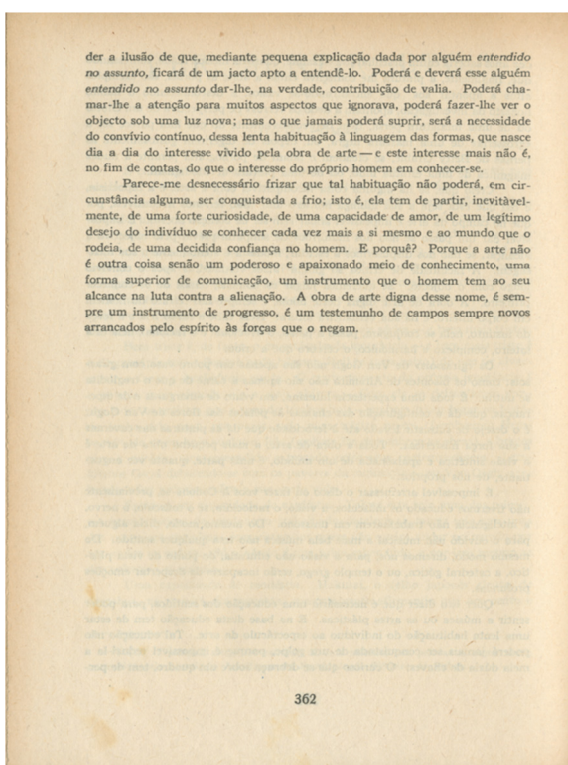 der a ilusão de que, mediante pequena explicação dada por alguém entendido
no assunto, ficará de um jacto apto a entendê-lo. Poderá e deverá esse alguém
entendido no assunto dar-lhe, na verdade, contribuição de valia. Poderá cha-
mar-lhe a atenção para muitos aspectos que ignorava, poderá fazer-lhe ver o
objecto sob uma luz nova; mas o que jamais poderá suprir, será a necessidade
do convívio contínuo, dessa lenta habituação à linguagem das formas, que nasce
dia a dia do interesse vívido pela obra de arte — e este interesse mais não é,
no fim de contas, do que o interesse do próprio homem em conhecer-se.
Parece-me desnecessário frizar que tal habituação não poderá, em cir-
cunstância alguma, ser conquistada a frio; isto é, ela tem de partir, inevitàvel-
mente, de uma forte curiosidade, de uma capacidade de amor, de um legítimo
desejo do indivíduo se conhecer cada vez mais a si mesmo e ao mundo que o
rodeia, de uma decidida confiança no homem. E porquê? Porque a arte não
é outra coisa senão um poderoso e apaixonado meio de conhecimento, uma
forma superior de comunicação, um instrumento que o homem tem ao seu
alcance na luta contra a alienação. A obra de arte digna desse nome, é sem-
pre um instrumento de progresso, é um testemunho de campos sempre novos
arrancados pelo espírito às forças que o negam.
362